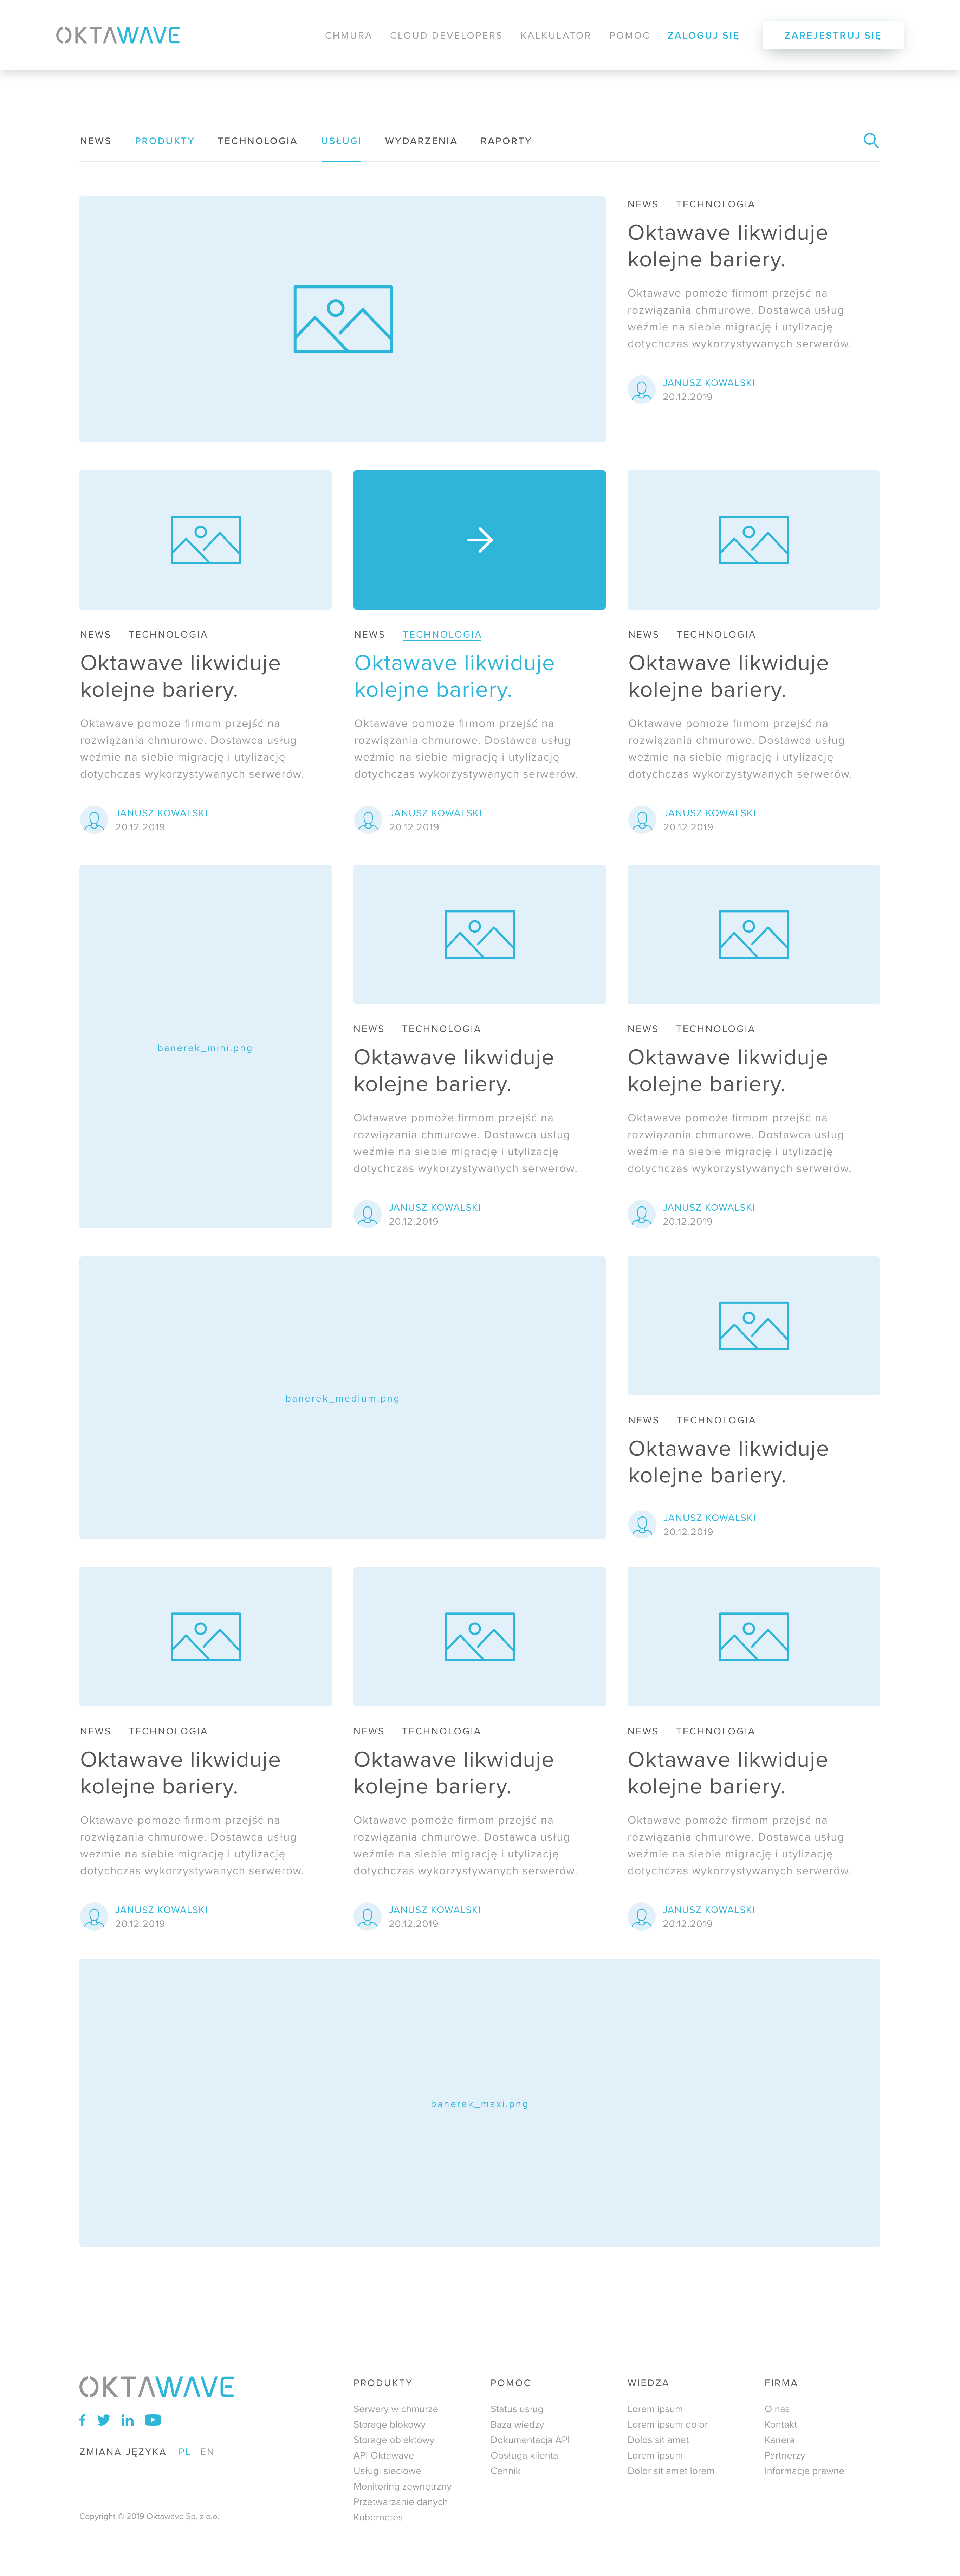 OKTAWAVE
CHMURA CLOUD DEVELOPERS KALKULATOR POMOC ZALOGUJ SIĘ ZAREJESTRUJ SIĘ
NEWS PRODUKTY TECHNOLOGIA USŁUGI WYDARZENIA RAPORTY
NEWS TECHNOLOGIA
Oktawave likwiduje
kolejne bariery.
Oktawave pomoże firmom przejść na
rozwiązania chmurowe. Dostawca usług
weźmie na siebie migrację i utylizację
dotychczas wykorzystywanych serwerów.
JANUSZ KOWALSKI
20.12.2019
NEWS TECHNOLOGIA
Oktawave likwiduje
kolejne bariery.
Oktawave pomoże firmom przejść na
rozwiązania chmurowe. Dostawca usług
weźmie na siebie migrację i utylizację
dotychczas wykorzystywanych serwerów.
JANUSZ KOWALSKI
20.12.2019
NEWS TECHNOLOGIA
Oktawave likwiduje
kolejne bariery.
Oktawave pomoże firmom przejść na
rozwiązania chmurowe. Dostawca usług
weźmie na siebie migrację i utylizację
dotychczas wykorzystywanych serwerów.
JANUSZ KOWALSKI
20.12.2019
NEWS TECHNOLOGIA
Oktawave likwiduje
kolejne bariery.
Oktawave pomoże firmom przejść na
rozwiązania chmurowe. Dostawca usług
weźmie na siebie migrację i utylizację
dotychczas wykorzystywanych serwerów.
JANUSZ KOWALSKI
20.12.2019
banerek_mini.png
NEWS TECHNOLOGIA
Oktawave likwiduje
kolejne bariery.
Oktawave pomoże firmom przejść na
rozwiązania chmurowe. Dostawca usług
weźmie na siebie migrację i utylizację
dotychczas wykorzystywanych serwerów.
JANUSZ KOWALSKI
20.12.2019
NEWS TECHNOLOGIA
Oktawave likwiduje
kolejne bariery.
Oktawave pomoże firmom przejść na
rozwiązania chmurowe. Dostawca usług
weźmie na siebie migrację i utylizację
dotychczas wykorzystywanych serwerów.
JANUSZ KOWALSKI
20.12.2019
banerek_medium.png
NEWS TECHNOLOGIA
Oktawave likwiduje
kolejne bariery.
JANUSZ KOWALSKI
20.12.2019
NEWS TECHNOLOGIA
Oktawave likwiduje
kolejne bariery.
Oktawave pomoże firmom przejść na
rozwiązania chmurowe. Dostawca usług
weźmie na siebie migrację i utylizację
dotychczas wykorzystywanych serwerów.
JANUSZ KOWALSKI
20.12.2019
NEWS TECHNOLOGIA
Oktawave likwiduje
kolejne bariery.
Oktawave pomoże firmom przejść na
rozwiązania chmurowe. Dostawca usług
weźmie na siebie migrację i utylizację
dotychczas wykorzystywanych serwerów.
JANUSZ KOWALSKI
20.12.2019
NEWS TECHNOLOGIA
Oktawave likwiduje
kolejne bariery.
Oktawave pomoże firmom przejść na
rozwiązania chmurowe. Dostawca usług
weźmie na siebie migrację i utylizację
dotychczas wykorzystywanych serwerów.
JANUSZ KOWALSKI
20.12.2019
banerek_maxi.png
OKTAWAVE
ZMIANA JĘZYKA PL EN
Copyright © 2019 Oktawave Sp. z o.o.
PRODUKTY
Serwery w chmurze
Storage blokowy
Storage obiektowy
API Oktawave
Usługi sieciowe
Monitoring zewnętrzny
Przetwarzanie danych
Kubernetes
POMOC
Status usług
Baza wiedzy
Dokumentacja API
Obsługa klienta
Cennik
WIEDZA
Lorem ipsum
Lorem ipsum dolor
Dolos sit amet
Lorem ipsum
Dolor sit amet lorem
FIRMA
O nas
Kontakt
Kariera
Partnerzy
Informacje prawne